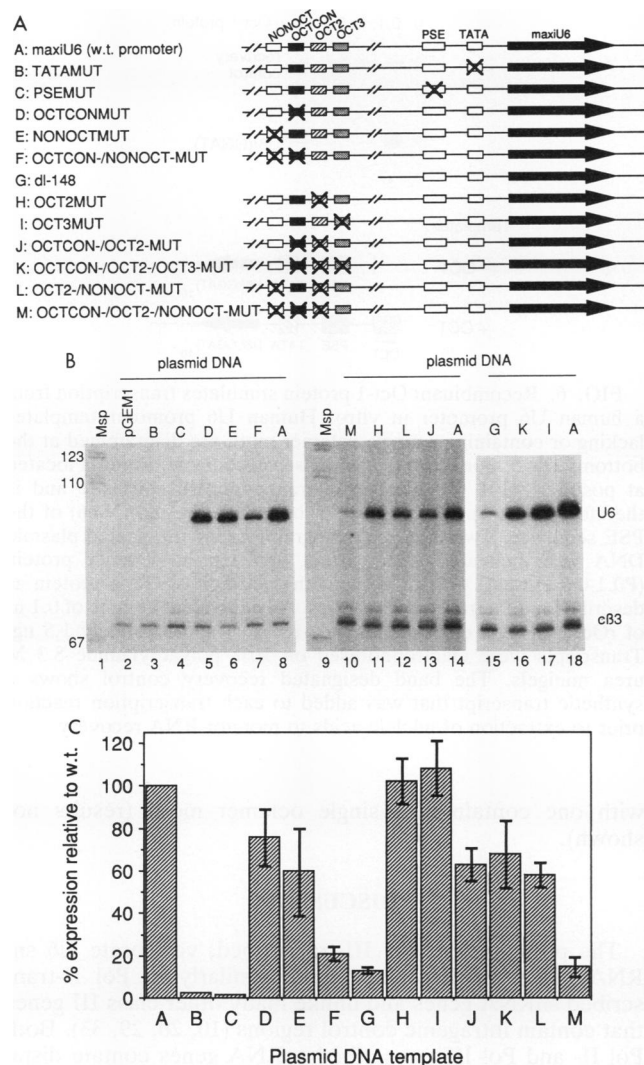 A
NONOCT OCTCON OCT2 OCT3 PSE TATA maxiU6
A: maxiU6 (w.t. promoter)
B: TATAMUT
C: PSEMUT
D: OCTCONMUT
E: NONOCTMUT
F: OCTCON-/NONOCT-MUT
G: dl-148
H: OCT2MUT
I: OCT3MUT
J: OCTCON-/OCT2-MUT
K: OCTCON-/OCT2-/OCT3-MUT
L: OCT2-/NONOCT-MUT
M: OCTCON-/OCT2-/NONOCT-MUT
B plasmid DNA plasmid DNA
Msp pGEM1 B C D E F A Msp M H J L A G K I A
123
110
U6
cβ3
67
1 2 3 4 5 6 7 8 9 10 11 12 13 14 15 16 17 18
C
% expression relative to w.t.
120
100
80
60
40
20
0
A B C D E F G H I J K L M
Plasmid DNA template